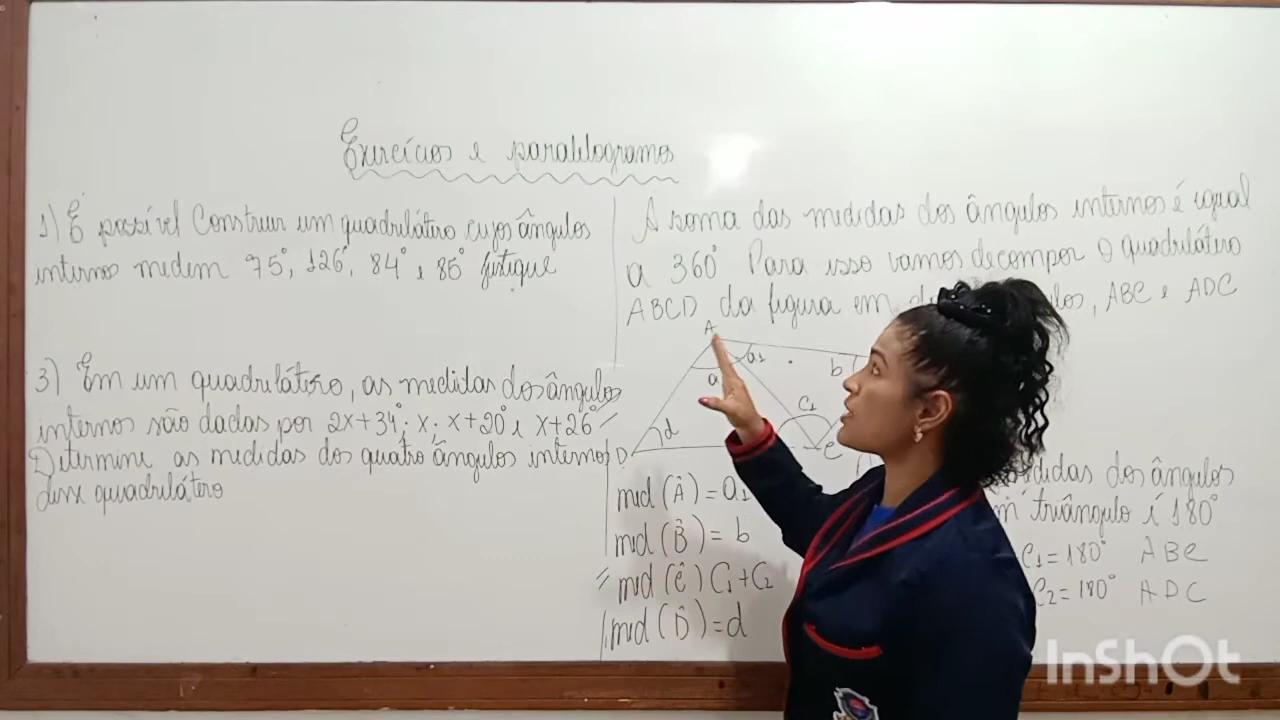 Exercícios e paralelogramos
1) É possível Construir um quadrilátero cujos ângulos
internos medem 75°, 126°, 84° e 85° justique
3) Em um quadrilátero, as medidas dos ângulos
internos são dadas por 2x+34°; x; x+20° e x+26°
Determine as medidas dos quatro ângulos internos
desse quadrilátero
A soma das medidas dos ângulos internos é igual
a 360° Para isso vamos decompor o quadrilátero
ABCD da figura em ulos, ABC e ADC
A
a1
b
a
C1
d
D
C
med (Â) = a1
med (B̂) = b
med (Ĉ) C1+C2
med (D̂) = d
didas dos ângulos
triângulo é 180°
C1 = 180° ABC
C2 = 180° ADC
InShOt